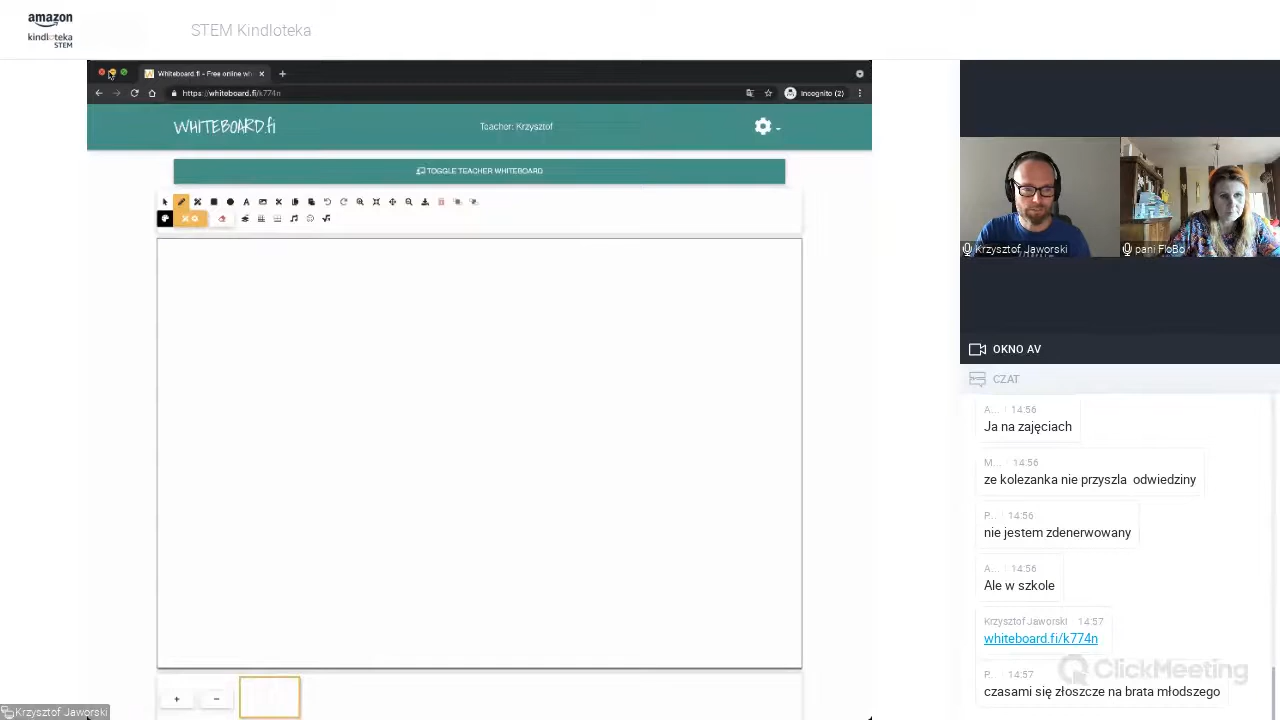 amazon
kindloteka
STEM
STEM Kindloteka
Whiteboard.fi - Free online wh
https://whiteboard.fi/k774n
Incognito (2)
WHITEBOARD.fi
Teacher: Krzysztof
TOGGLE TEACHER WHITEBOARD
Krzysztof Jaworski
pani FloBo
OKNO AV
CZAT
A... 14:56
Ja na zajęciach
M... 14:56
ze kolezanka nie przyszla odwiedziny
P... 14:56
nie jestem zdenerwowany
A... 14:56
Ale w szkole
Krzysztof Jaworski 14:57
whiteboard.fi/k774n
P... 14:57
czasami się złoszcze na brata młodszego
ClickMeeting
Krzysztof Jaworski